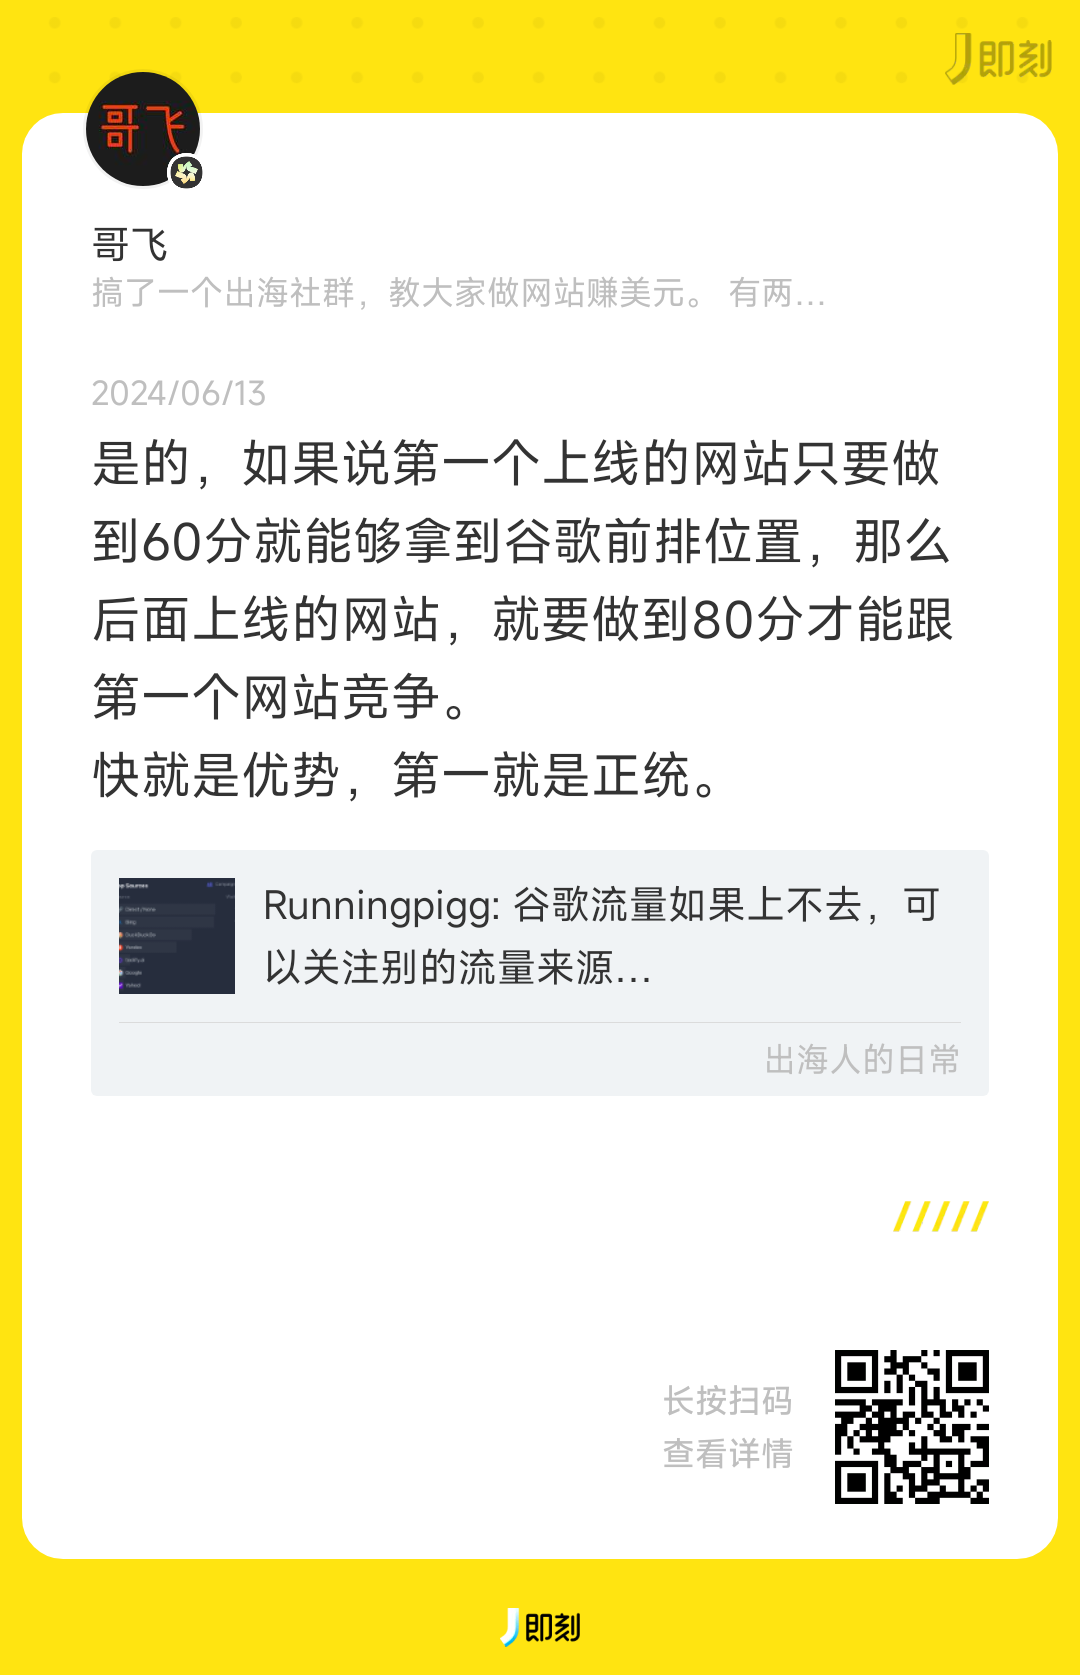 即刻
哥飞
哥飞
搞了一个出海社群，教大家做网站赚美元。 有两...
2024/06/13
是的，如果说第一个上线的网站只要做
到60分就能够拿到谷歌前排位置，那么
后面上线的网站，就要做到80分才能跟
第一个网站竞争。
快就是优势，第一就是正统。
Runningpigg: 谷歌流量如果上不去，可
以关注别的流量来源...
出海人的日常
长按扫码
查看详情
即刻